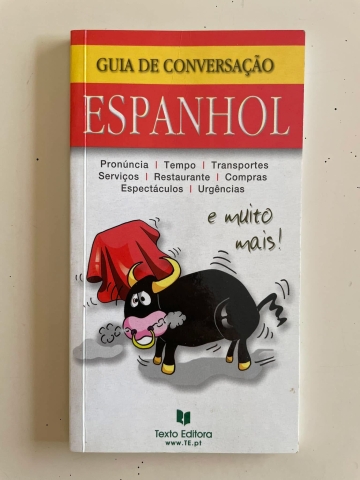 GUIA DE CONVERSAÇÃO
ESPANHOL
Pronúncia | Tempo | Transportes
Serviços | Restaurante | Compras
Espectáculos | Urgências
e muito
mais!
Texto Editora
www.TE.pt